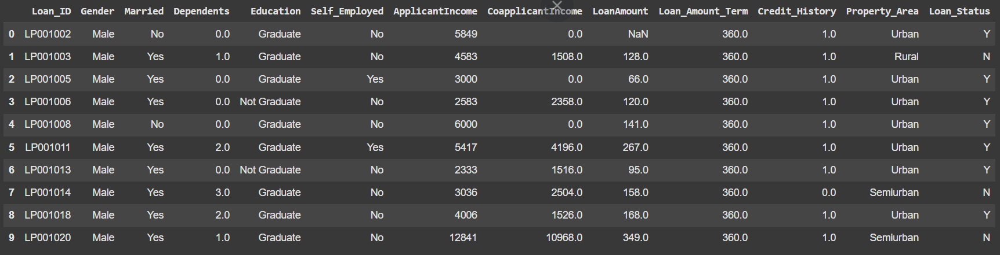 Loan_ID Gender Married Dependents Education Self_Employed ApplicantIncome CoapplicantIncome LoanAmount Loan_Amount_Term Credit_History Property_Area Loan_Status
0 LP001002 Male No 0.0 Graduate No 5849 0.0 NaN 360.0 1.0 Urban Y
1 LP001003 Male Yes 1.0 Graduate No 4583 1508.0 128.0 360.0 1.0 Rural N
2 LP001005 Male Yes 0.0 Graduate Yes 3000 0.0 66.0 360.0 1.0 Urban Y
3 LP001006 Male Yes 0.0 Not Graduate No 2583 2358.0 120.0 360.0 1.0 Urban Y
4 LP001008 Male No 0.0 Graduate No 6000 0.0 141.0 360.0 1.0 Urban Y
5 LP001011 Male Yes 2.0 Graduate Yes 5417 4196.0 267.0 360.0 1.0 Urban Y
6 LP001013 Male Yes 0.0 Not Graduate No 2333 1516.0 95.0 360.0 1.0 Urban Y
7 LP001014 Male Yes 3.0 Graduate No 3036 2504.0 158.0 360.0 0.0 Semiurban N
8 LP001018 Male Yes 2.0 Graduate No 4006 1526.0 168.0 360.0 1.0 Urban Y
9 LP001020 Male Yes 1.0 Graduate No 12841 10968.0 349.0 360.0 1.0 Semiurban N